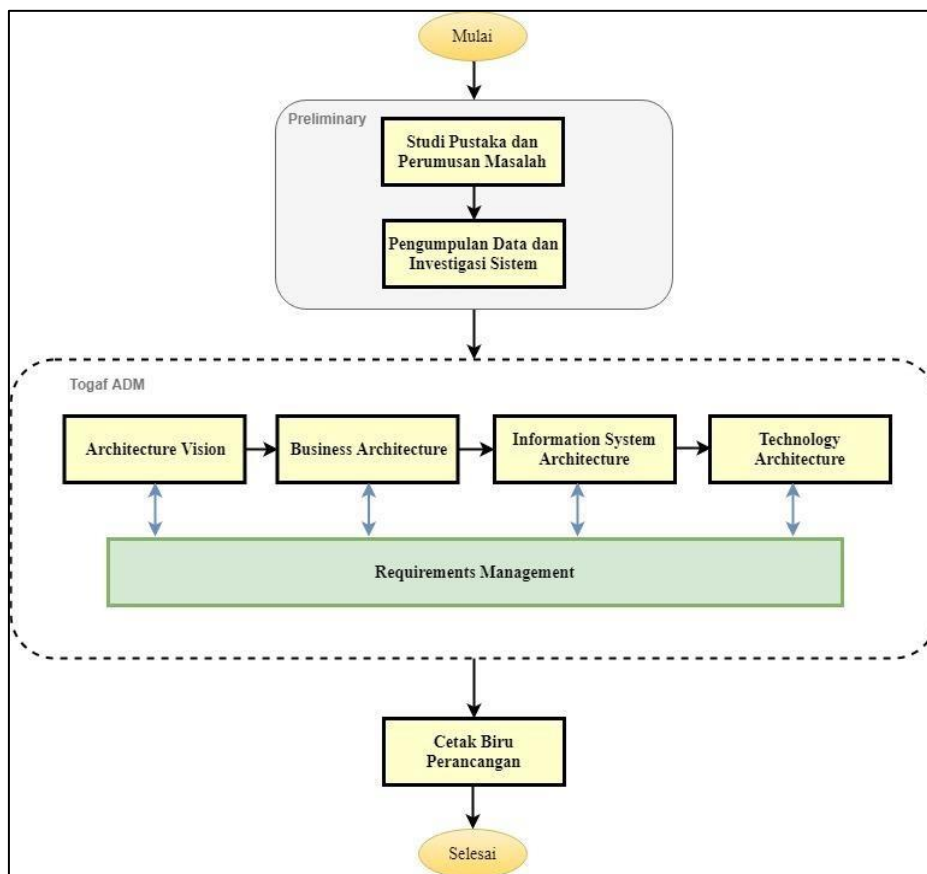 Mulai
Preliminary
Studi Pustaka dan
Perumusan Masalah
Pengumpulan Data dan
Investigasi Sistem
Togaf ADM
Architecture Vision
Business Architecture
Information System
Architecture
Technology
Architecture
Requirements Management
Cetak Biru
Perancangan
Selesai